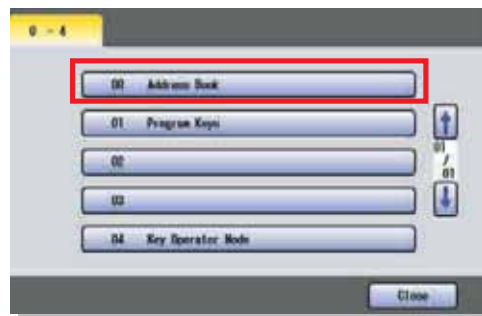 0 - 4
00 Address Book
01 Program Keys
02
03
04 Key Operator Mode
01
/
01
Close